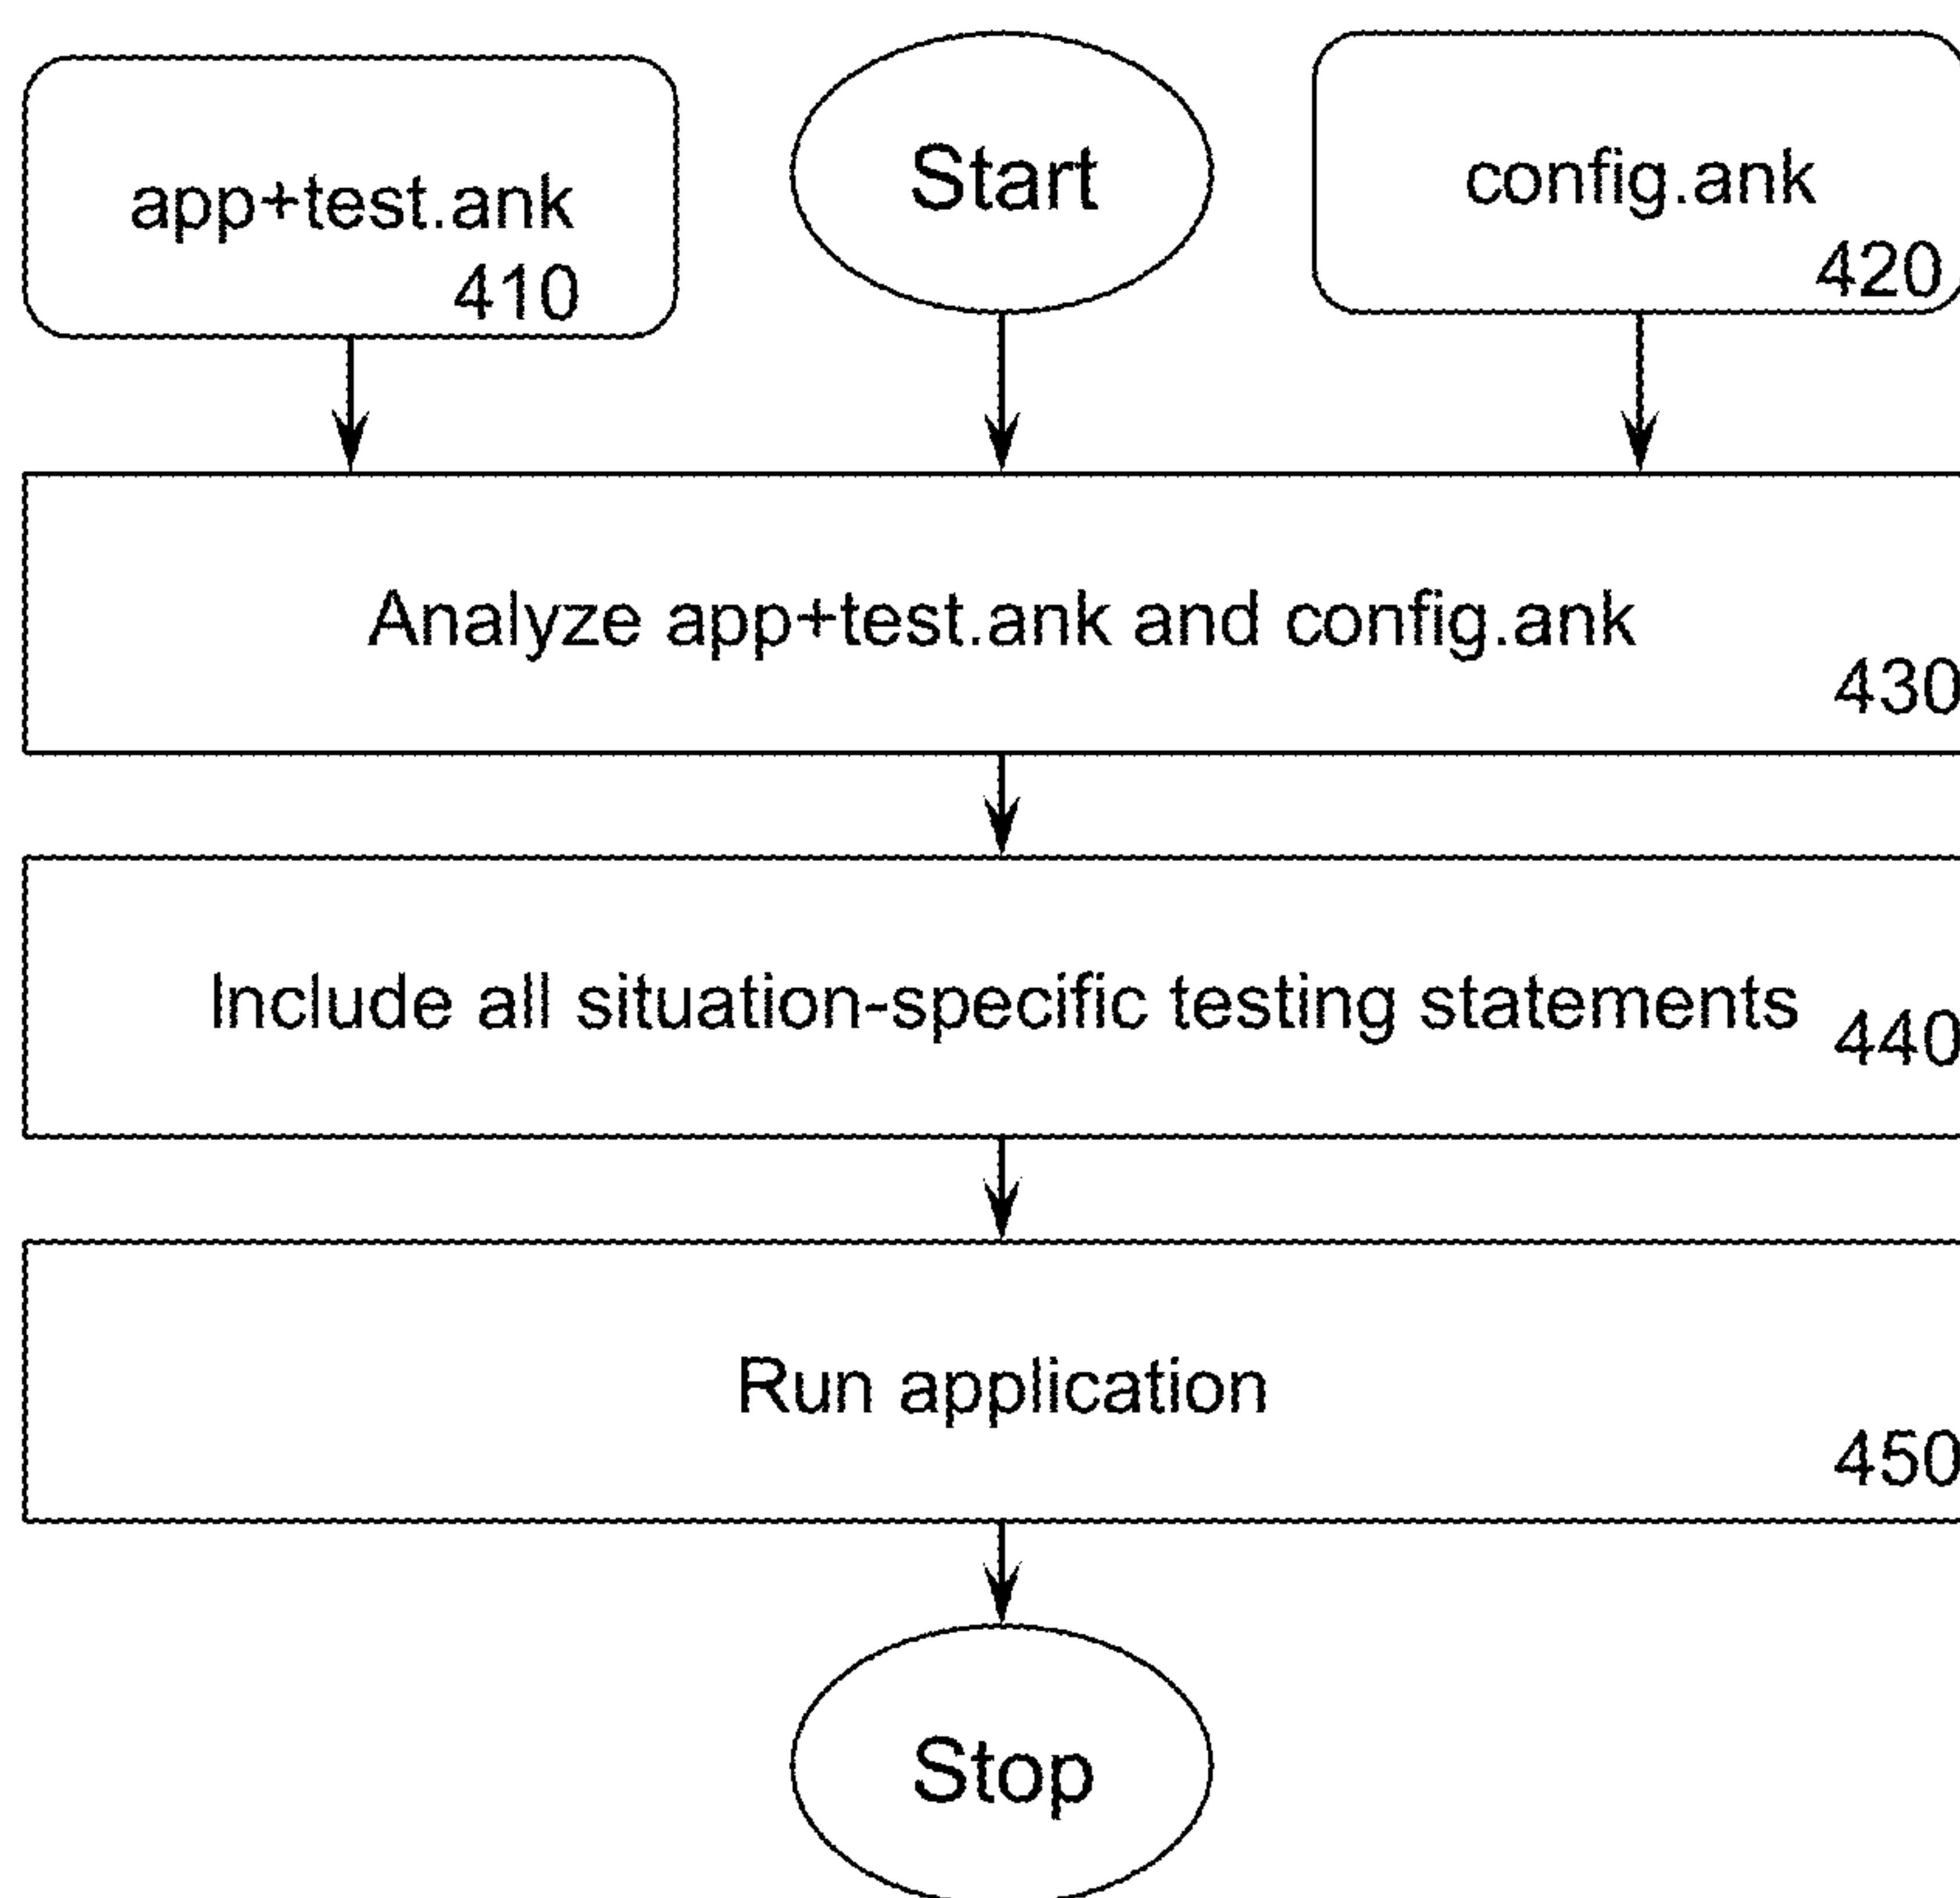 app+test.ank
410
Start
config.ank
420
Analyze app+test.ank and config.ank
430
Include all situation-specific testing statements
440
Run application
450
Stop